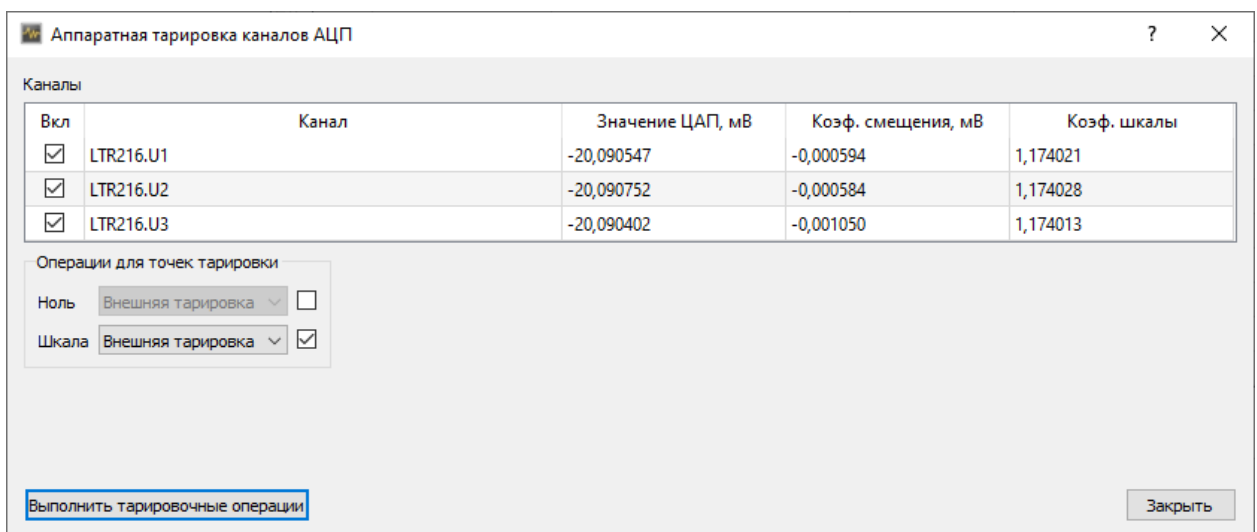 Аппаратная тарировка каналов АЦП ?
Каналы
Вкл Канал Значение ЦАП, мВ Коэф. смещения, мВ Коэф. шкалы
LTR216.U1 -20,090547 -0,000594 1,174021
LTR216.U2 -20,090752 -0,000584 1,174028
LTR216.U3 -20,090402 -0,001050 1,174013
Операции для точек тарировки
Ноль Внешняя тарировка
Шкала Внешняя тарировка
Выполнить тарировочные операции Закрыть